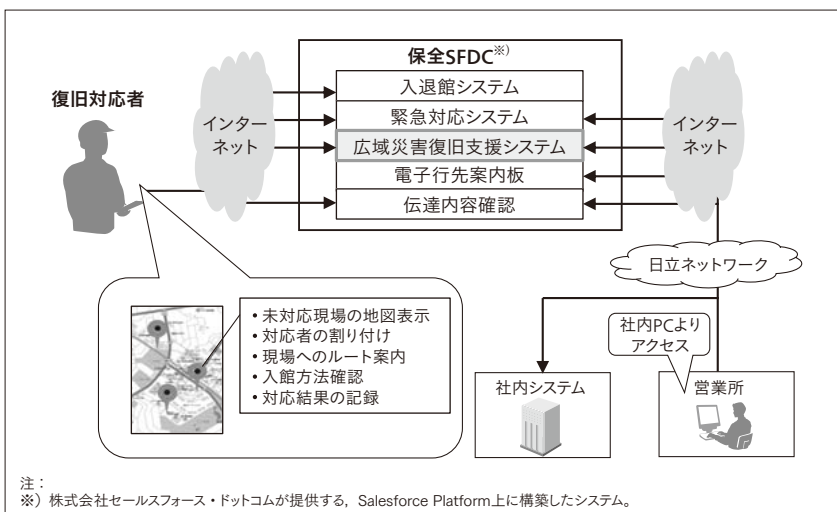 保全SFDC※）
復旧対応者
インター
ネット
入退館システム
緊急対応システム
広域災害復旧支援システム
電子行先案内板
伝達内容確認
インター
ネット
日立ネットワーク
・未対応現場の地図表示
・対応者の割り付け
・現場へのルート案内
・入館方法確認
・対応結果の記録
社内PCより
アクセス
社内システム
営業所
注：
※）株式会社セールスフォース・ドットコムが提供する，Salesforce Platform上に構築したシステム。